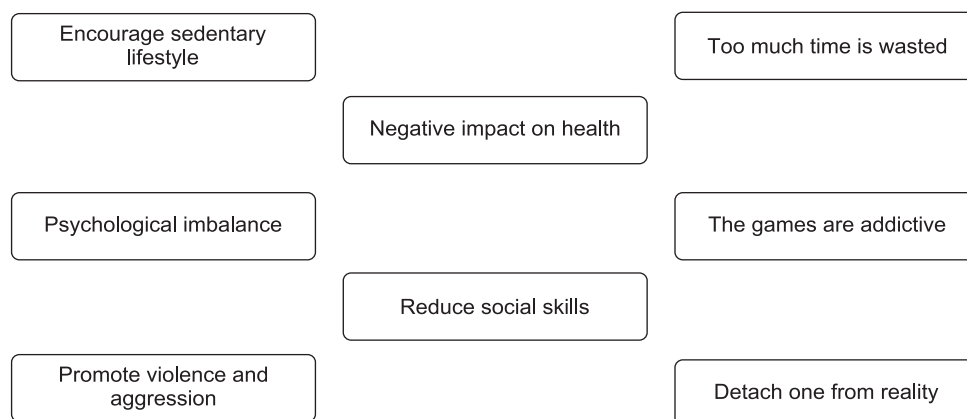 Encourage sedentary
lifestyle
Too much time is wasted
Negative impact on health
Psychological imbalance
The games are addictive
Reduce social skills
Promote violence and
aggression
Detach one from reality